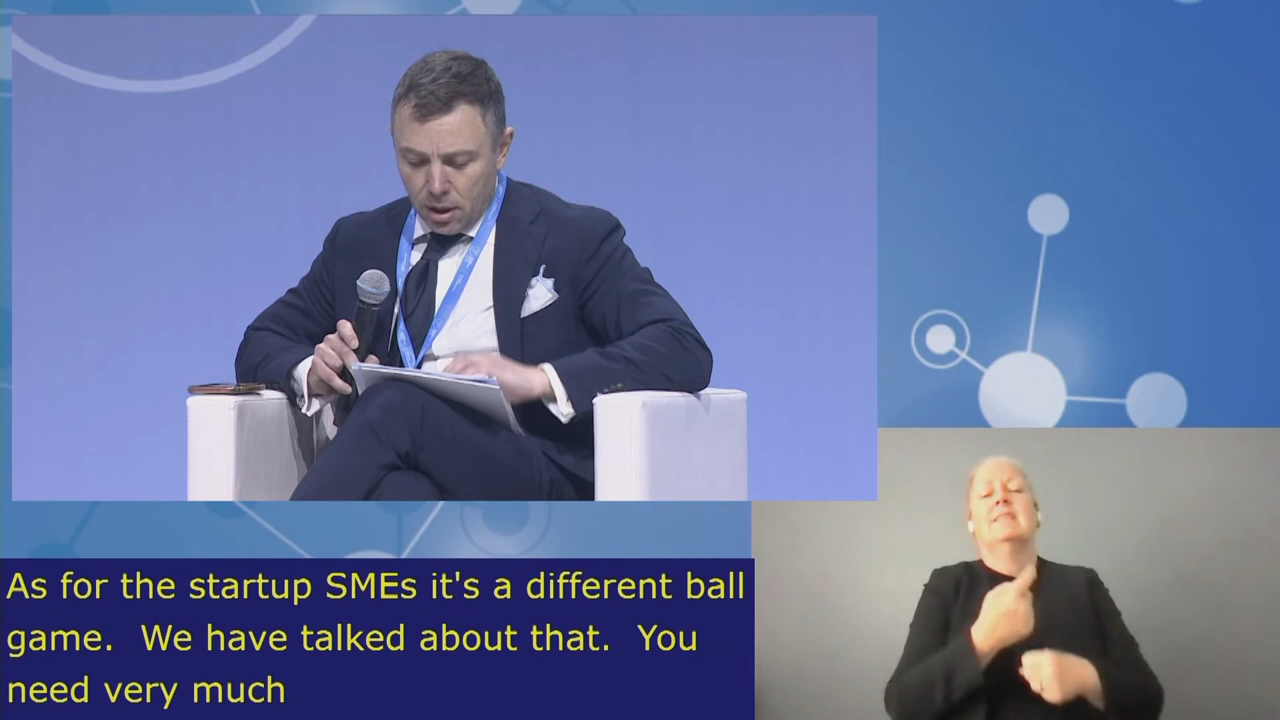 As for the startup SMEs it's a different ball
game.  We have talked about that.  You
need very much